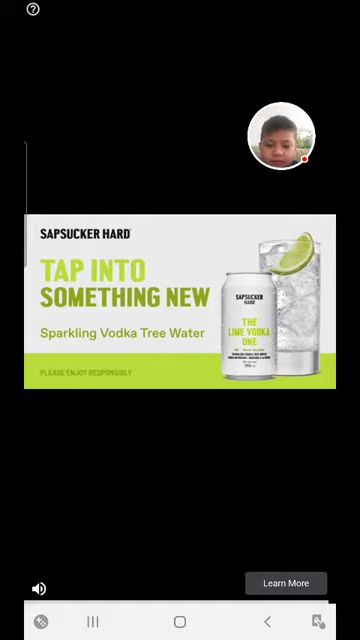 SAPSUCKER HARD
TAP INTO
SOMETHING NEW
Sparkling Vodka Tree Water
PLEASE ENJOY RESPONSIBLY
SAPSUCKER
HARD
THE
LIME VODKA
ONE
Learn More